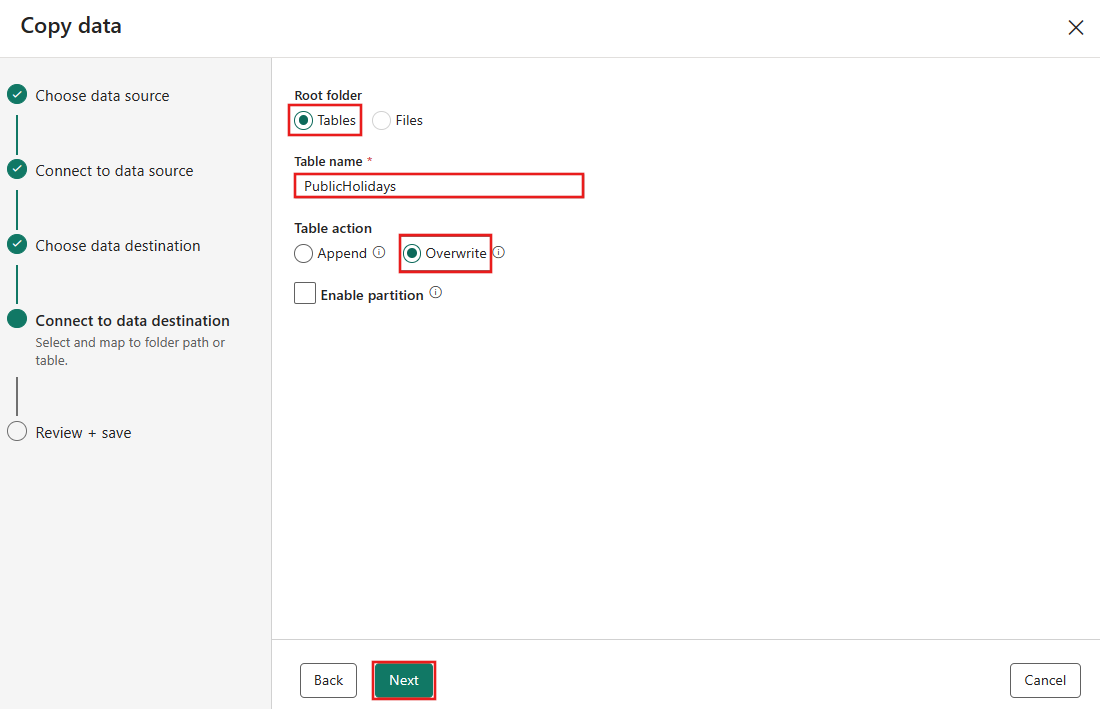 Copy data
Choose data source
Connect to data source
Choose data destination
Connect to data destination
Select and map to folder path or
table.
Review + save
Root folder
Tables Files
Table name *
PublicHolidays
Table action
Append Overwrite
Enable partition
Back Next Cancel